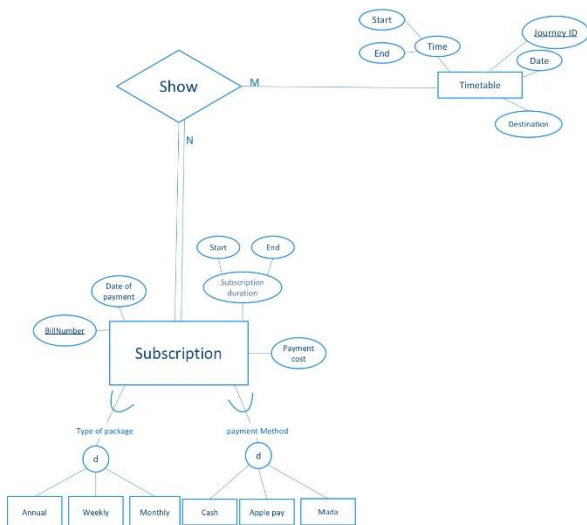 Start
Journey ID
End
Time
Date
Show
M
Timetable
Destination
N
Start
End
Date of
payment
Subscription
duration
BillNumber
Subscription
Payment
cost
Type of package
payment Method
d
d
Annual
Weekly
Monthly
Cash
Apple pay
Mada